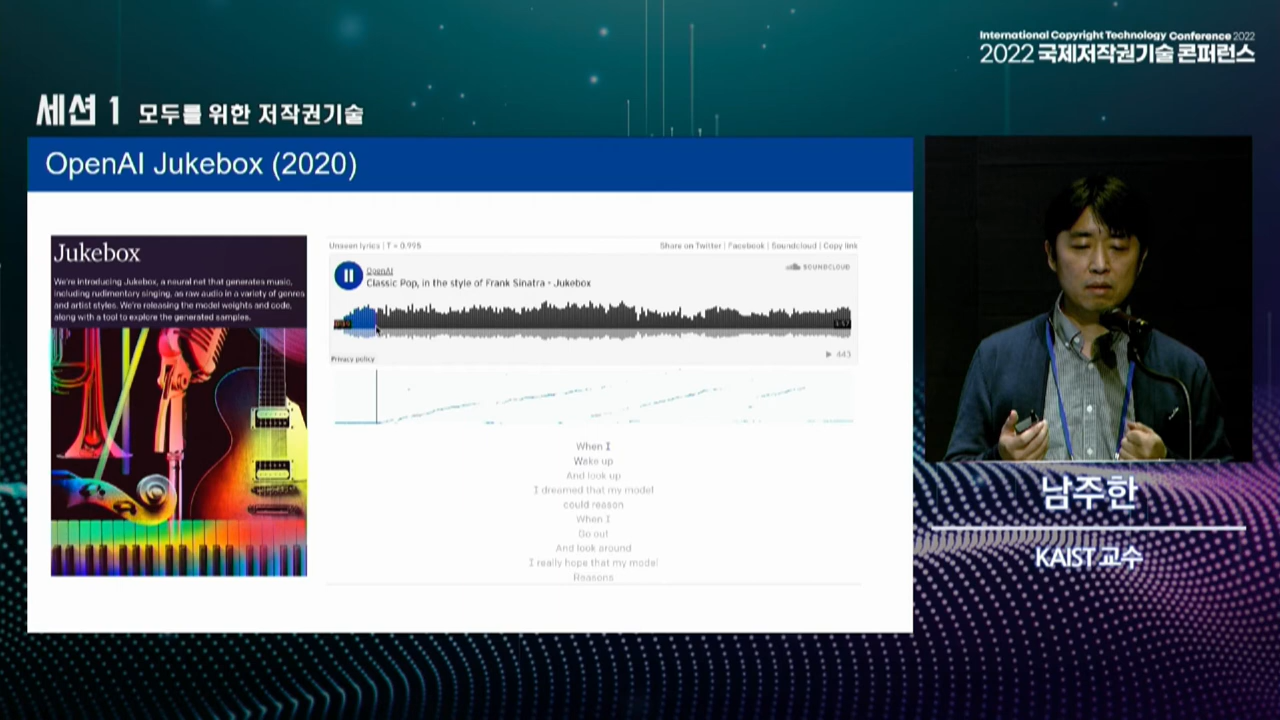 International Copyright Technology Conference 2022
2022 국제저작권기술 콘퍼런스
세션 1 모두를 위한 저작권기술
OpenAI Jukebox (2020)
Jukebox
We're introducing Jukebox, a neural net that generates music,
including rudimentary singing, as raw audio in a variety of genres
and artist styles. We're releasing the model weights and code,
along with a tool to explore the generated samples.
Unseen lyrics | T = 0.998
Share on Twitter | Facebook | Soundcloud | Copy link
OpenAI
SOUNDCLOUD
Classic Pop, in the style of Frank Sinatra - Jukebox
Privacy policy
443
When I
Wake up
And look up
I dreamed that my model
could reason
When I
Go out
And look around
I really hope that my model
Reasons
남주한
KAIST 교수